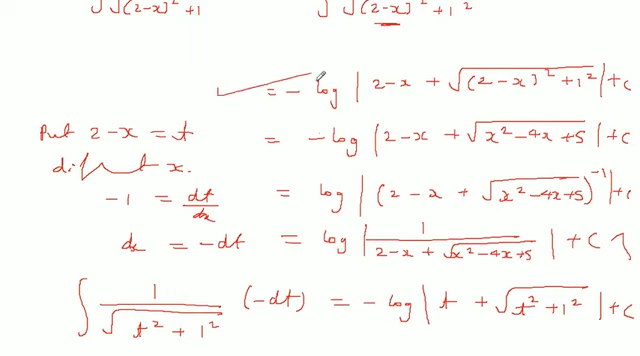 ∫ √(2-x)² + 1    ∫ √(2-x)² + 1²
= - log | 2-x + √((2-x)² + 1²) | + C
Put 2-x = t    = - log | 2-x + √(x² - 4x + 5) | + C
diff w.r.t x.
-1 = dt/dx    = log | (2-x + √(x² - 4x + 5))⁻¹ | + C
dx = -dt    = log | 1/(2-x + √(x² - 4x + 5)) | + C
∫ 1/√(t² + 1²) (-dt) = - log | t + √(t² + 1²) | + C